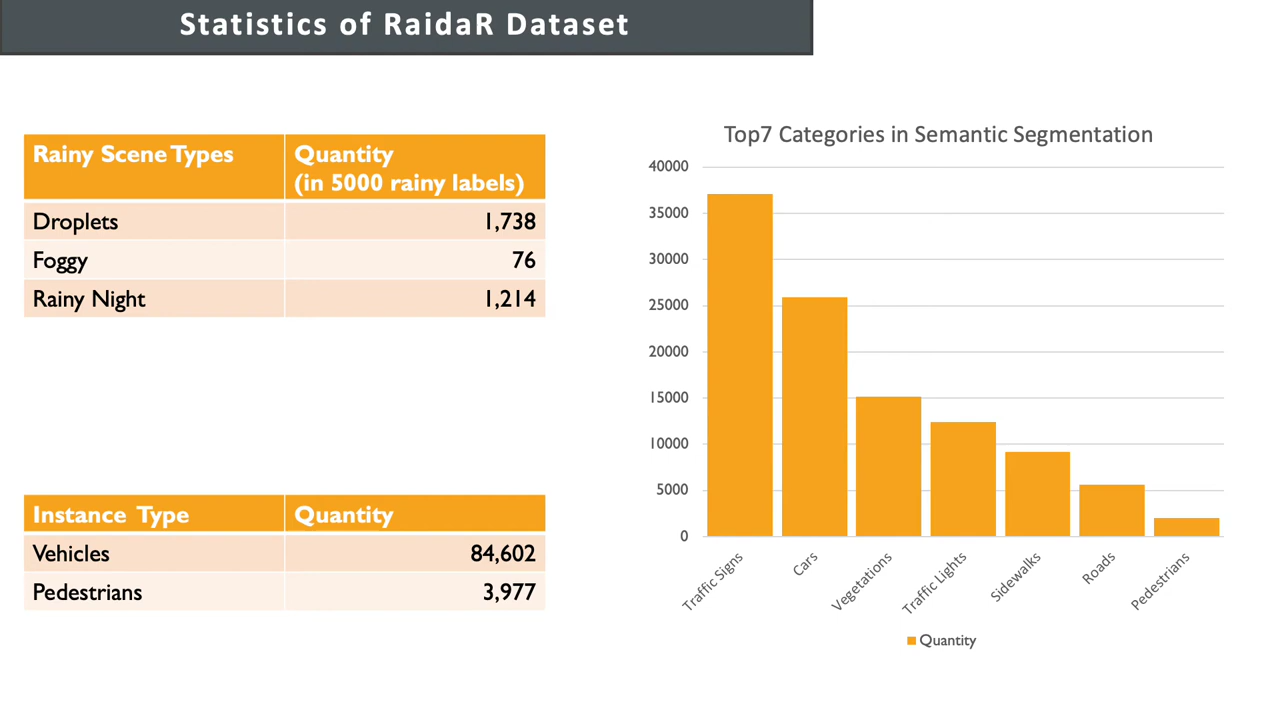 Statistics of RaidaR Dataset
Rainy Scene Types
Quantity
(in 5000 rainy labels)
Droplets
1,738
Foggy
76
Rainy Night
1,214
Instance Type
Quantity
Vehicles
84,602
Pedestrians
3,977
Top7 Categories in Semantic Segmentation
40000
35000
30000
25000
20000
15000
10000
5000
0
Traffic Signs
Cars
Vegetations
Traffic Lights
Sidewalks
Roads
Pedestrians
Quantity